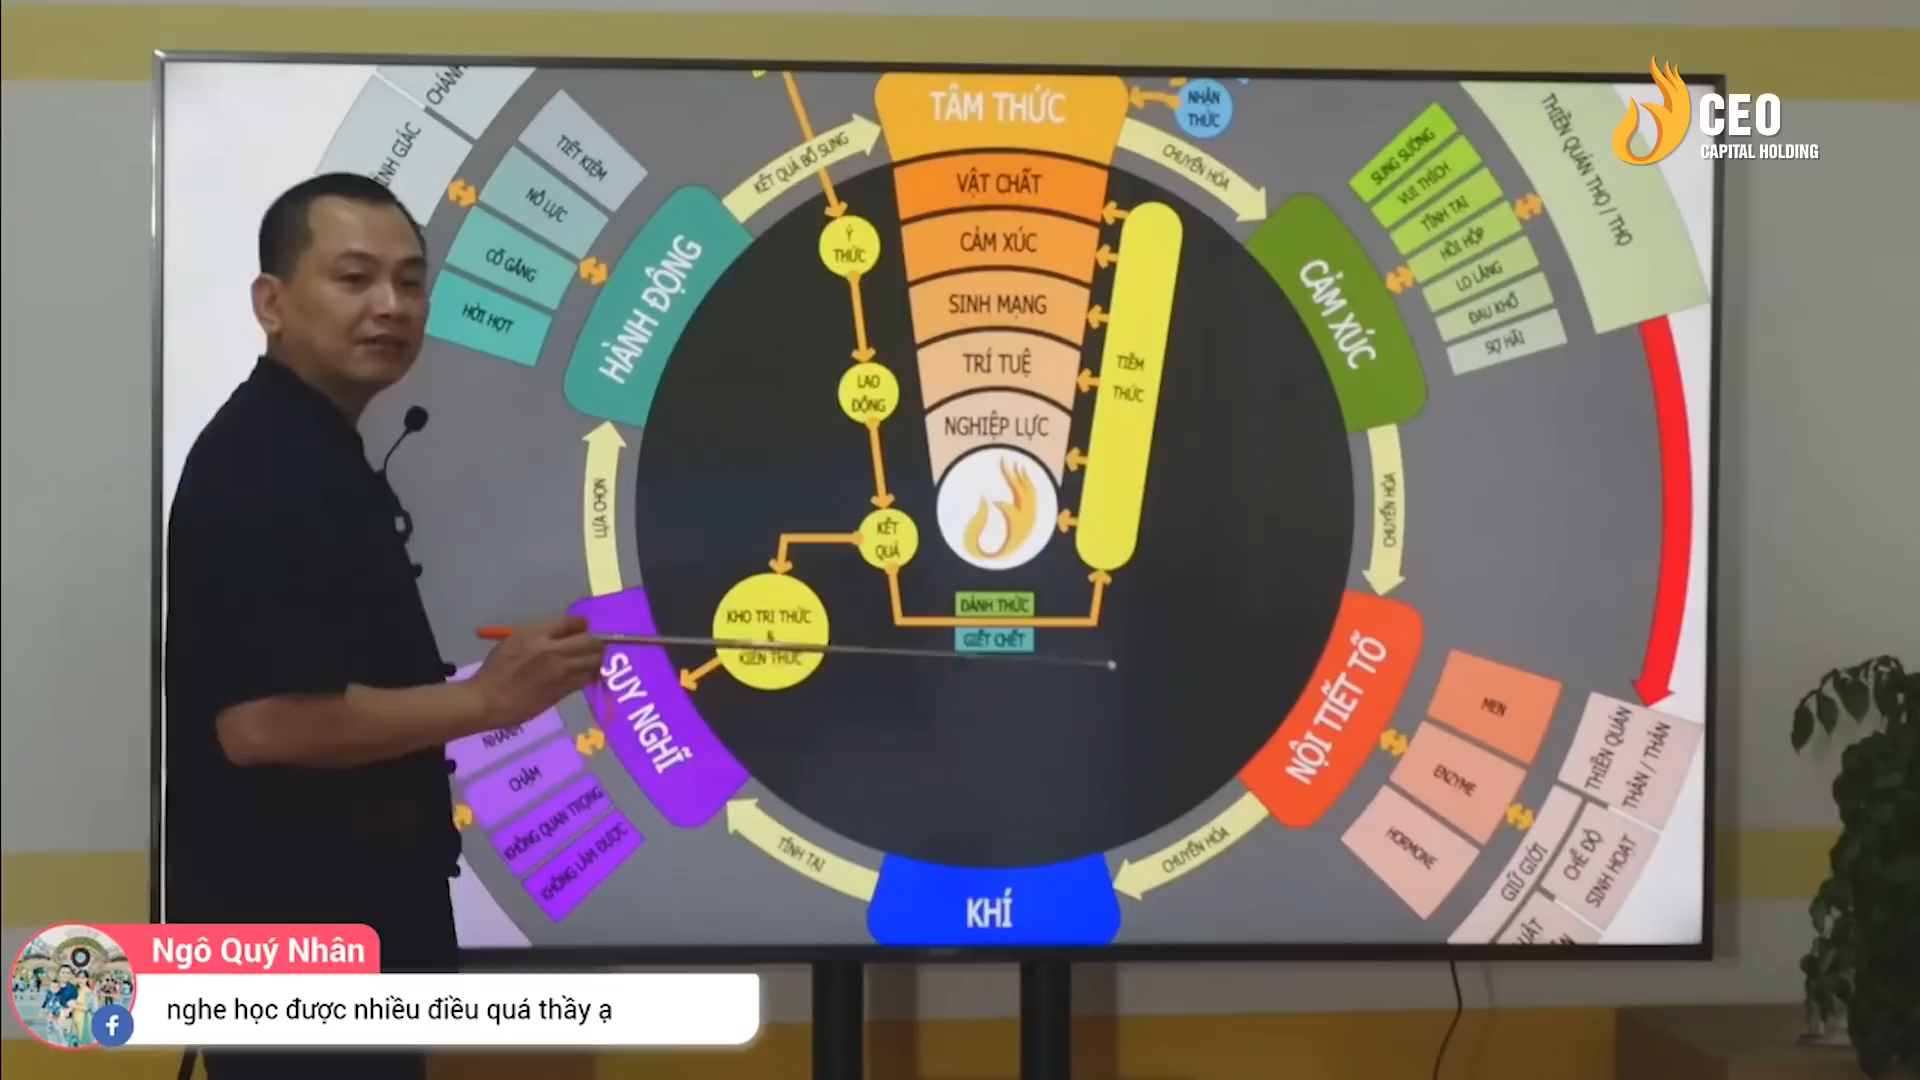 CEO
CAPITAL HOLDING
TÂM THỨC
VẬT CHẤT
CẢM XÚC
SINH MẠNG
TRÍ TUỆ
NGHIỆP LỰC
NHẬN
THỨC
Ý
THỨC
LAO
ĐỘNG
KẾT
QUẢ
KHO TRI THỨC
&
KIẾN THỨC
ĐÁNH THỨC
GIẾT CHẾT
TIỀM
THỨC
KẾT QUẢ BỔ SUNG
CHUYỂN HÓA
CẢM XÚC
SUNG SƯỚNG
VUI THÍCH
TĨNH TẠI
HỒI HỘP
LO LẮNG
ĐAU KHỔ
SỢ HÃI
THIỀN QUÁN THỌ / THỌ
CHUYỂN HÓA
NỘI TIẾT TỐ
MEN
ENZYME
HORMONE
THIỀN QUÁN
THÂN / THÂN
GIỮ GIỚI
CHẾ ĐỘ
SINH HOẠT
CHUYỂN HÓA
KHÍ
TĨNH TẠI
SUY NGHĨ
NHANH
CHẬM
KHÔNG QUAN TRỌNG
KHÔNG LÀM ĐƯỢC
LỰA CHỌN
HÀNH ĐỘNG
TIẾT KIỆM
NỖ LỰC
CỐ GẮNG
HỜI HỢT
CHÁNH
Ngô Quý Nhân
nghe học được nhiều điều quá thầy ạ